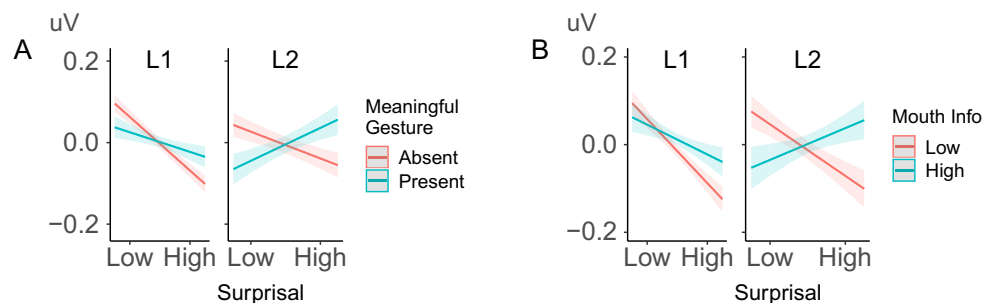 A
uV
L1
L2
0.2
0.0
−0.2
Low High
Low High
Surprisal
Meaningful
Gesture
Absent
Present
B
uV
L1
L2
0.2
0.0
−0.2
Low High
Low High
Surprisal
Mouth Info
Low
High